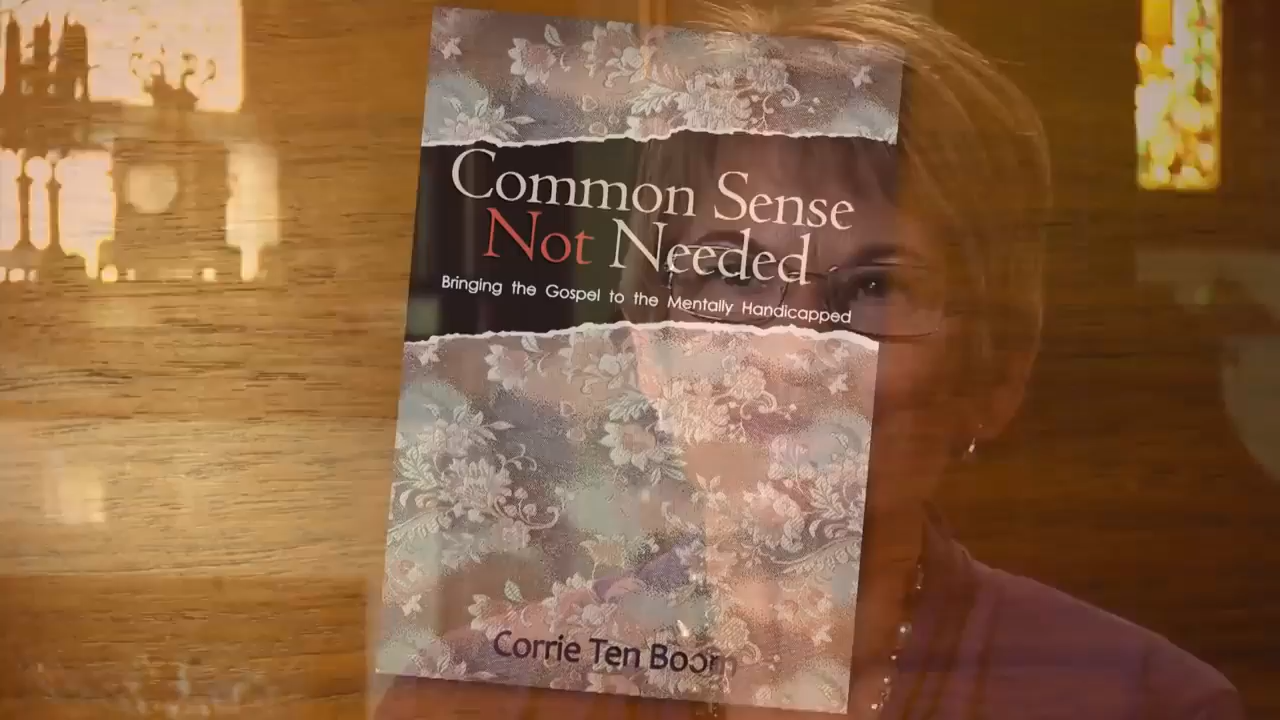 Common Sense
Not Needed
Bringing the Gospel to the Mentally Handicapped
Corrie Ten Boom